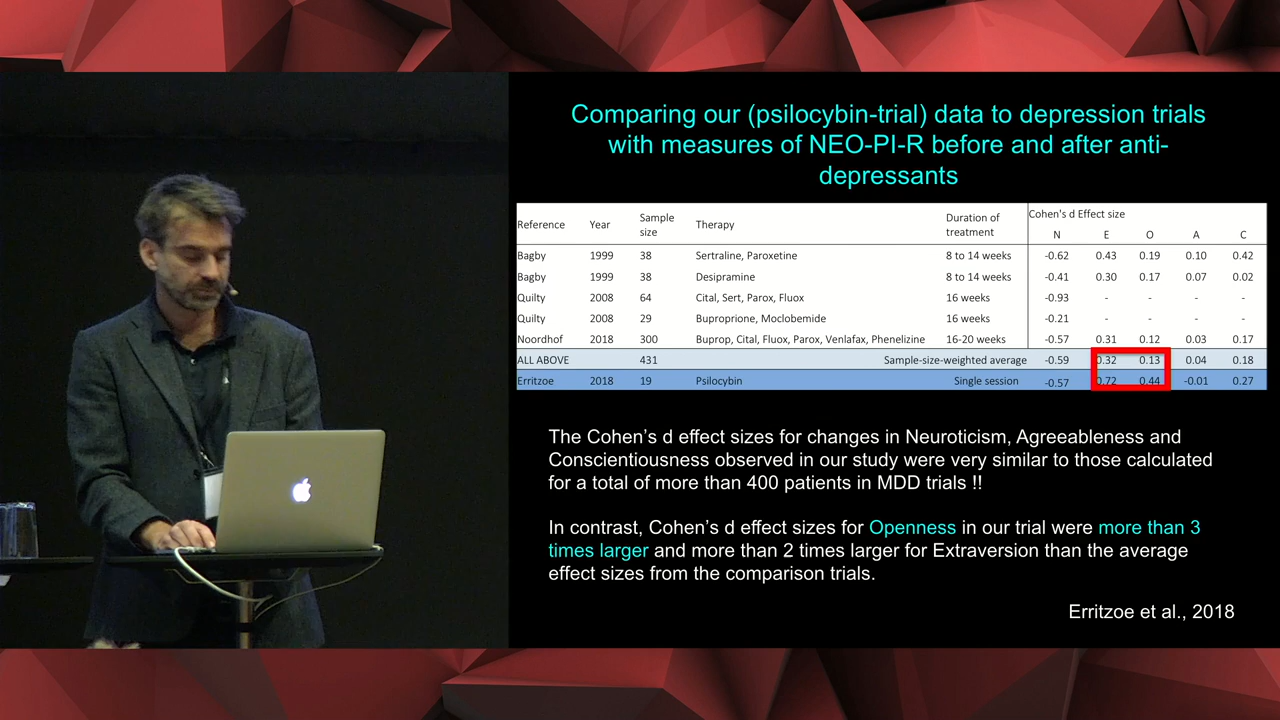 Comparing our (psilocybin-trial) data to depression trials
with measures of NEO-PI-R before and after anti-
depressants
Reference Year Sample size Therapy Duration of treatment Cohen's d Effect size
N E O A C
Bagby 1999 38 Sertraline, Paroxetine 8 to 14 weeks -0.62 0.43 0.19 0.10 0.42
Bagby 1999 38 Desipramine 8 to 14 weeks -0.41 0.30 0.17 0.07 0.02
Quilty 2008 64 Cital, Sert, Parox, Fluox 16 weeks -0.93 - - - -
Quilty 2008 29 Buproprione, Moclobemide 16 weeks -0.21 - - - -
Noordhof 2018 300 Buprop, Cital, Fluox, Parox, Venlafax, Phenelizine 16-20 weeks -0.57 0.31 0.12 0.03 0.17
ALL ABOVE 431 Sample-size-weighted average -0.59 0.32 0.13 0.04 0.18
Erritzoe 2018 19 Psilocybin Single session -0.57 0.72 0.44 -0.01 0.27
The Cohen's d effect sizes for changes in Neuroticism, Agreeableness and
Conscientiousness observed in our study were very similar to those calculated
for a total of more than 400 patients in MDD trials !!
In contrast, Cohen's d effect sizes for Openness in our trial were more than 3
times larger and more than 2 times larger for Extraversion than the average
effect sizes from the comparison trials.
Erritzoe et al., 2018